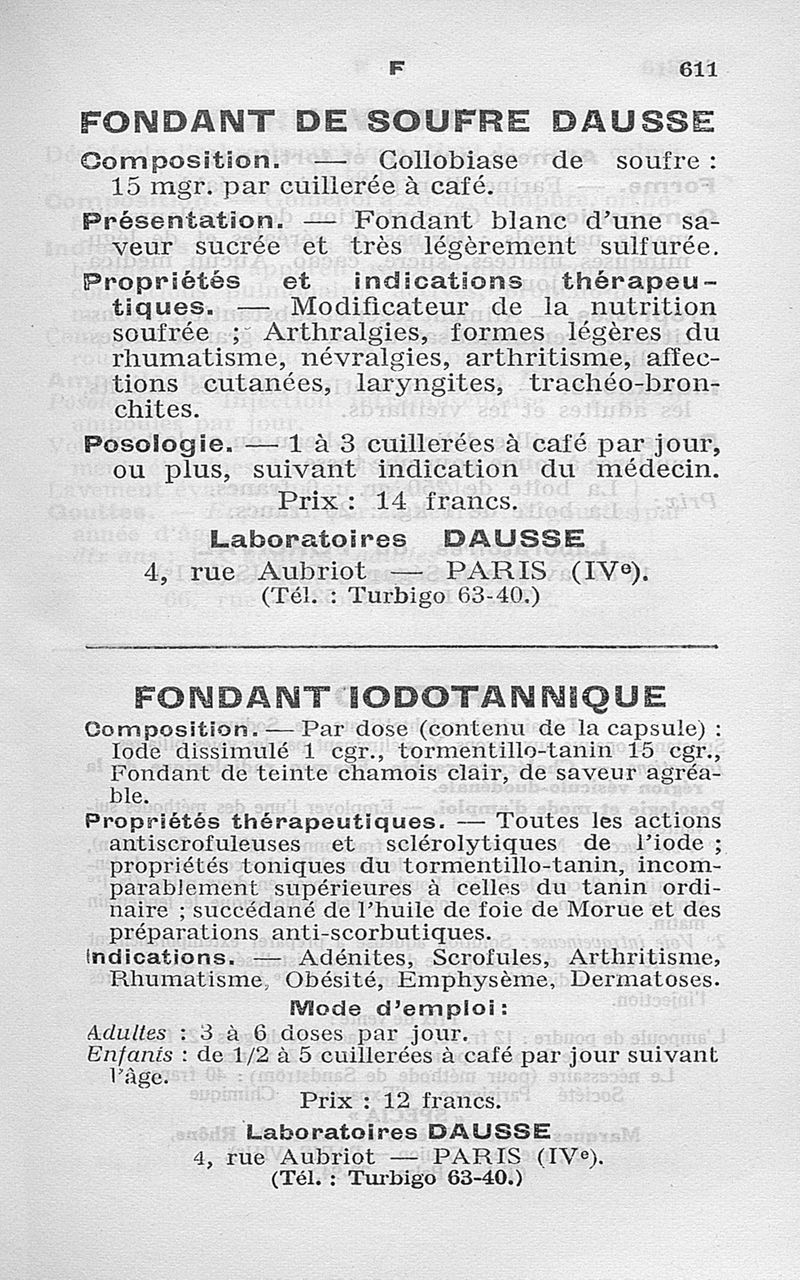 F 611
FONDANT DE SOUFRE DAUSSE
Composition. — Collobiase de soufre :
15 mgr. par cuillerée à café.
Présentation. — Fondant blanc d'une sa-
veur sucrée et très légèrement sulfurée.
Propriétés et indications thérapeu-
tiques. — Modificateur de la nutrition
soufrée ; Arthralgies, formes légères du
rhumatisme, névralgies, arthritisme, affec-
tions cutanées, laryngites, trachéo-bron-
chites.
Posologie. — 1 à 3 cuillerées à café par jour,
ou plus, suivant indication du médecin.
Prix : 14 francs.
Laboratoires DAUSSE
4, rue Aubriot — PARIS (IVe).
(Tél. : Turbigo 63-40.)
FONDANT IODOTANNIQUE
Composition. — Par dose (contenu de la capsule) :
Iode dissimulé 1 cgr., tormentillo-tanin 15 cgr.,
Fondant de teinte chamois clair, de saveur agréa-
ble.
Propriétés thérapeutiques. — Toutes les actions
antiscrofuleuses et sclérolytiques de l'iode ;
propriétés toniques du tormentillo-tanin, incom-
parablement supérieures à celles du tanin ordi-
naire ; succédané de l'huile de foie de Morue et des
préparations anti-scorbutiques.
Indications. — Adénites, Scrofules, Arthritisme,
Rhumatisme, Obésité, Emphysème, Dermatoses.
Mode d'emploi :
Adultes : 3 à 6 doses par jour.
Enfants : de 1/2 à 5 cuillerées à café par jour suivant
l'âge.
Prix : 12 francs.
Laboratoires DAUSSE
4, rue Aubriot — PARIS (IVe).
(Tél. : Turbigo 63-40.)